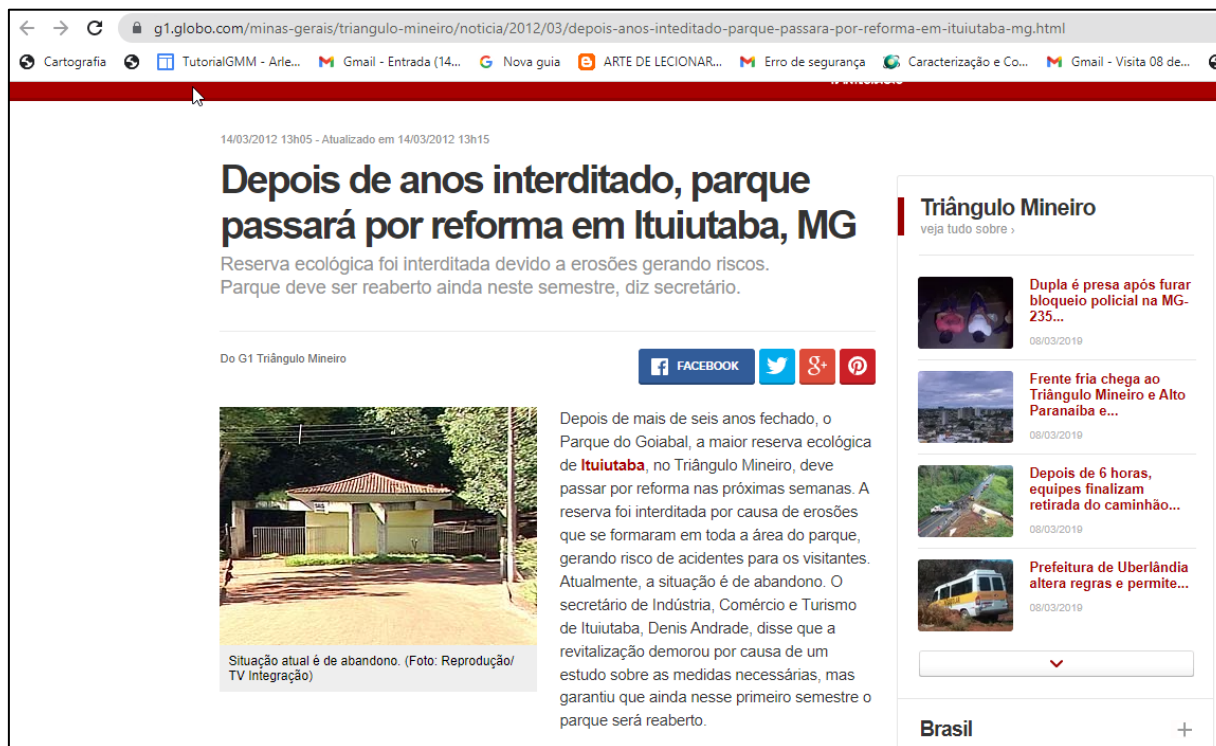 g1.globo.com/minas-gerais/triangulo-mineiro/noticia/2012/03/depois-anos-inteditado-parque-passara-por-reforma-em-ituiutaba-mg.html
Cartografia TutorialGMM - Arle... Gmail - Entrada (14... Nova guia ARTE DE LECIONAR... Erro de segurança Caracterização e Co... Gmail - Visita 08 de...
14/03/2012 13h05 - Atualizado em 14/03/2012 13h15
Depois de anos interditado, parque
passará por reforma em Ituiutaba, MG
Reserva ecológica foi interditada devido a erosões gerando riscos.
Parque deve ser reaberto ainda neste semestre, diz secretário.
Do G1 Triângulo Mineiro
FACEBOOK
g+
Situação atual é de abandono. (Foto: Reprodução/
TV Integração)
Depois de mais de seis anos fechado, o
Parque do Goiabal, a maior reserva ecológica
de Ituiutaba, no Triângulo Mineiro, deve
passar por reforma nas próximas semanas. A
reserva foi interditada por causa de erosões
que se formaram em toda a área do parque,
gerando risco de acidentes para os visitantes.
Atualmente, a situação é de abandono. O
secretário de Indústria, Comércio e Turismo
de Ituiutaba, Denis Andrade, disse que a
revitalização demorou por causa de um
estudo sobre as medidas necessárias, mas
garantiu que ainda nesse primeiro semestre o
parque será reaberto.
Triângulo Mineiro
veja tudo sobre ›
Dupla é presa após furar
bloqueio policial na MG-
235...
08/03/2019
Frente fria chega ao
Triângulo Mineiro e Alto
Paranaíba e...
08/03/2019
Depois de 6 horas,
equipes finalizam
retirada do caminhão...
08/03/2019
Prefeitura de Uberlândia
altera regras e permite...
08/03/2019
Brasil +